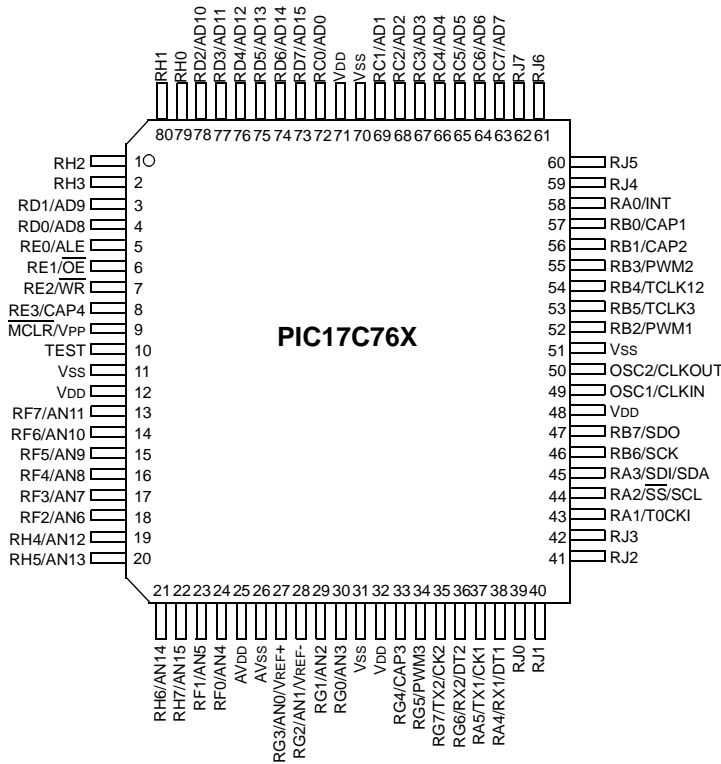 RH1
RH0
RD2/AD10
RD3/AD11
RD4/AD12
RD5/AD13
RD6/AD14
RD7/AD15
RC0/AD0
VDD
VSS
RC1/AD1
RC2/AD2
RC3/AD3
RC4/AD4
RC5/AD5
RC6/AD6
RC7/AD7
RJ7
RJ6
80 79 78 77 76 75 74 73 72 71 70 69 68 67 66 65 64 63 62 61
RH2 1 60 RJ5
RH3 2 59 RJ4
RD1/AD9 3 58 RA0/INT
RD0/AD8 4 57 RB0/CAP1
RE0/ALE 5 56 RB1/CAP2
RE1/OE 6 55 RB3/PWM2
RE2/WR 7 54 RB4/TCLK12
RE3/CAP4 8 53 RB5/TCLK3
MCLR/VPP 9 52 RB2/PWM1
TEST 10 51 VSS
VSS 11 50 OSC2/CLKOUT
VDD 12 49 OSC1/CLKIN
RF7/AN11 13 48 VDD
RF6/AN10 14 47 RB7/SDO
RF5/AN9 15 46 RB6/SCK
RF4/AN8 16 45 RA3/SDI/SDA
RF3/AN7 17 44 RA2/SS/SCL
RF2/AN6 18 43 RA1/T0CKI
RH4/AN12 19 42 RJ3
RH5/AN13 20 41 RJ2
PIC17C76X
21 22 23 24 25 26 27 28 29 30 31 32 33 34 35 36 37 38 39 40
RH6/AN14
RH7/AN15
RF1/AN5
RF0/AN4
AVDD
AVSS
RG3/AN0/VREF+
RG2/AN1/VREF-
RG1/AN2
RG0/AN3
VSS
VDD
RG4/CAP3
RG5/PWM3
RG7/TX2/CK2
RG6/RX2/DT2
RA5/TX1/CK1
RA4/RX1/DT1
RJ0
RJ1